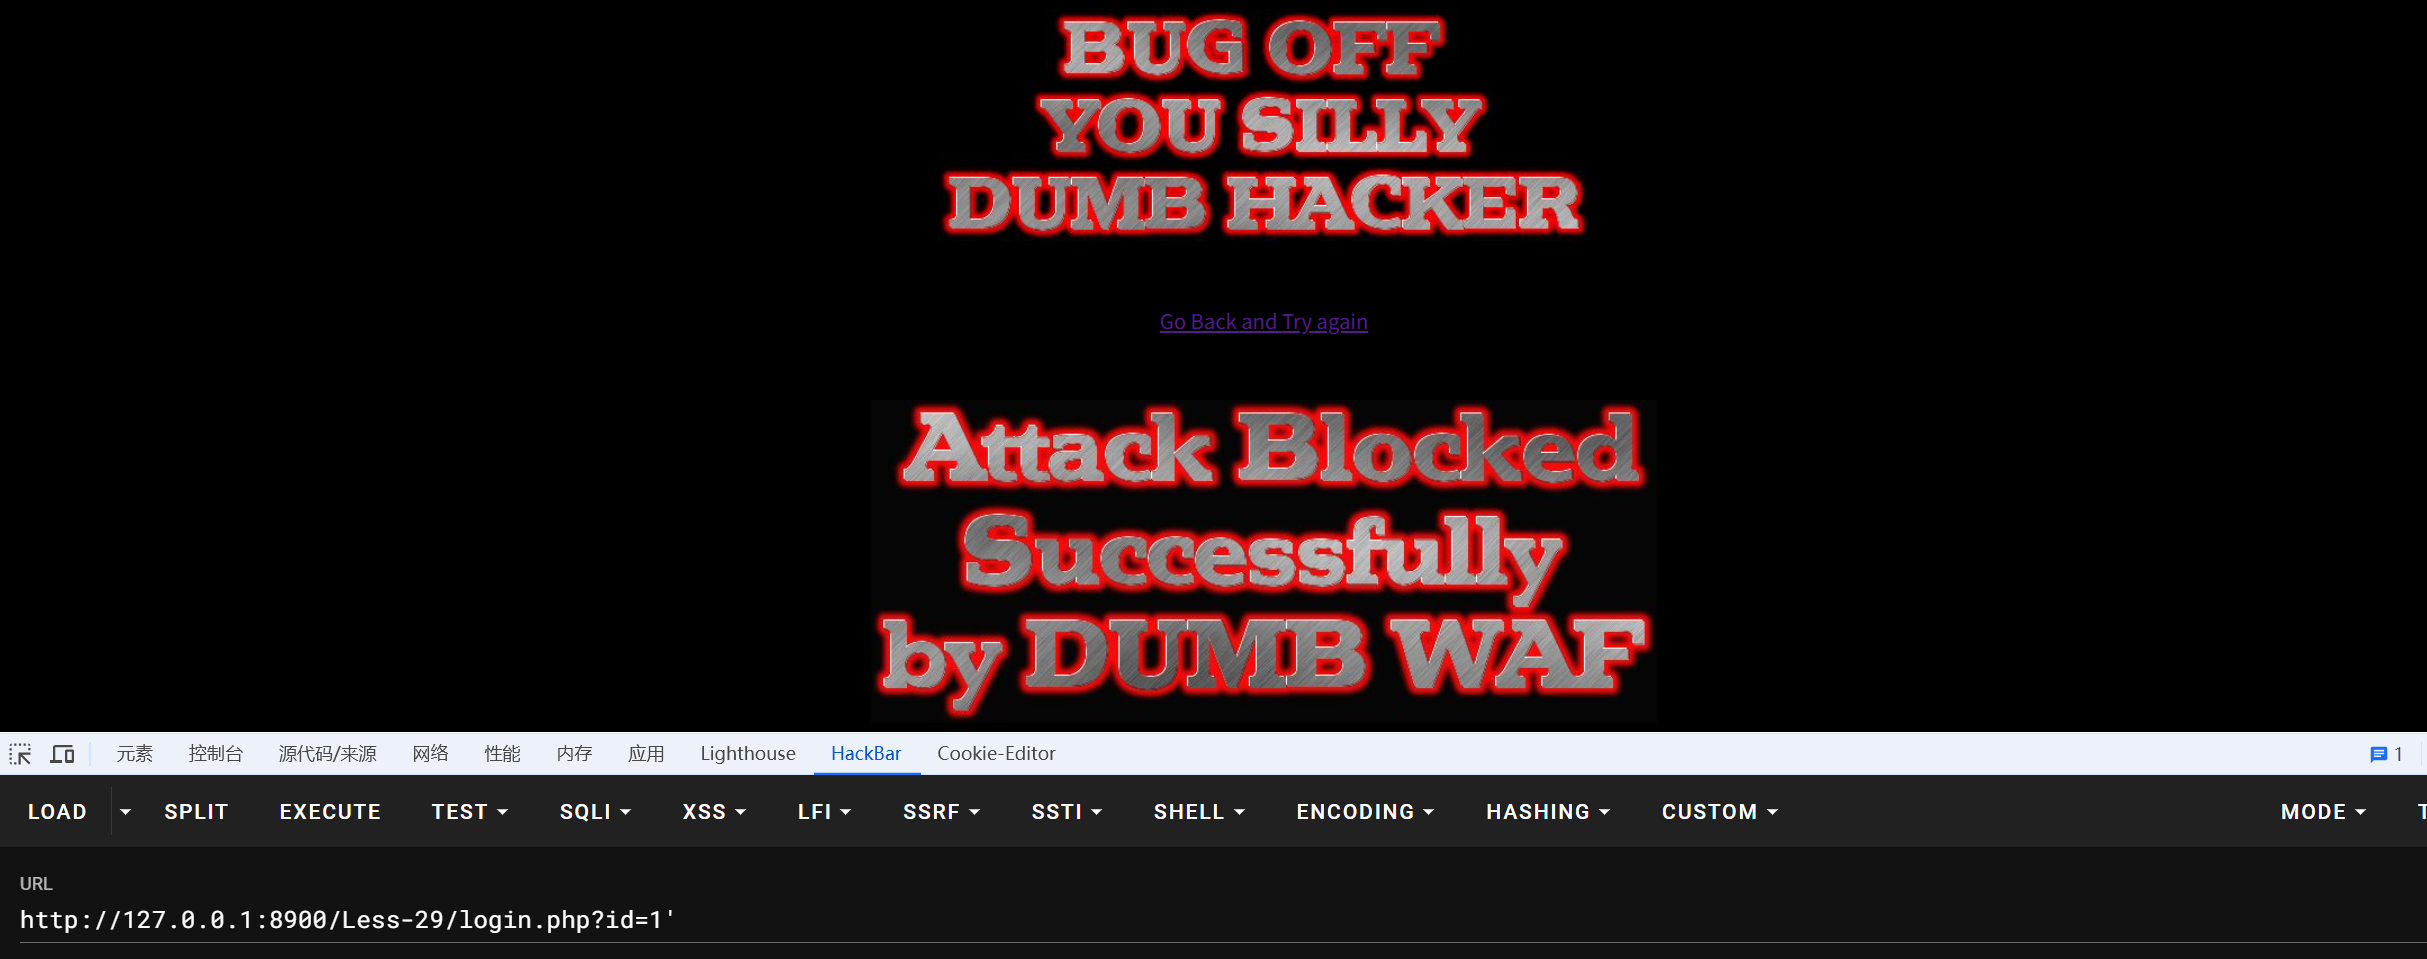 BUG OFF
YOU SILLY
DUMB HACKER
Go Back and Try again
Attack Blocked
Successfully
by DUMB WAF
元素 控制台 源代码/来源 网络 性能 内存 应用 Lighthouse HackBar Cookie-Editor 1
LOAD SPLIT EXECUTE TEST SQLI XSS LFI SSRF SSTI SHELL ENCODING HASHING CUSTOM MODE
URL
http://127.0.0.1:8900/Less-29/login.php?id=1'